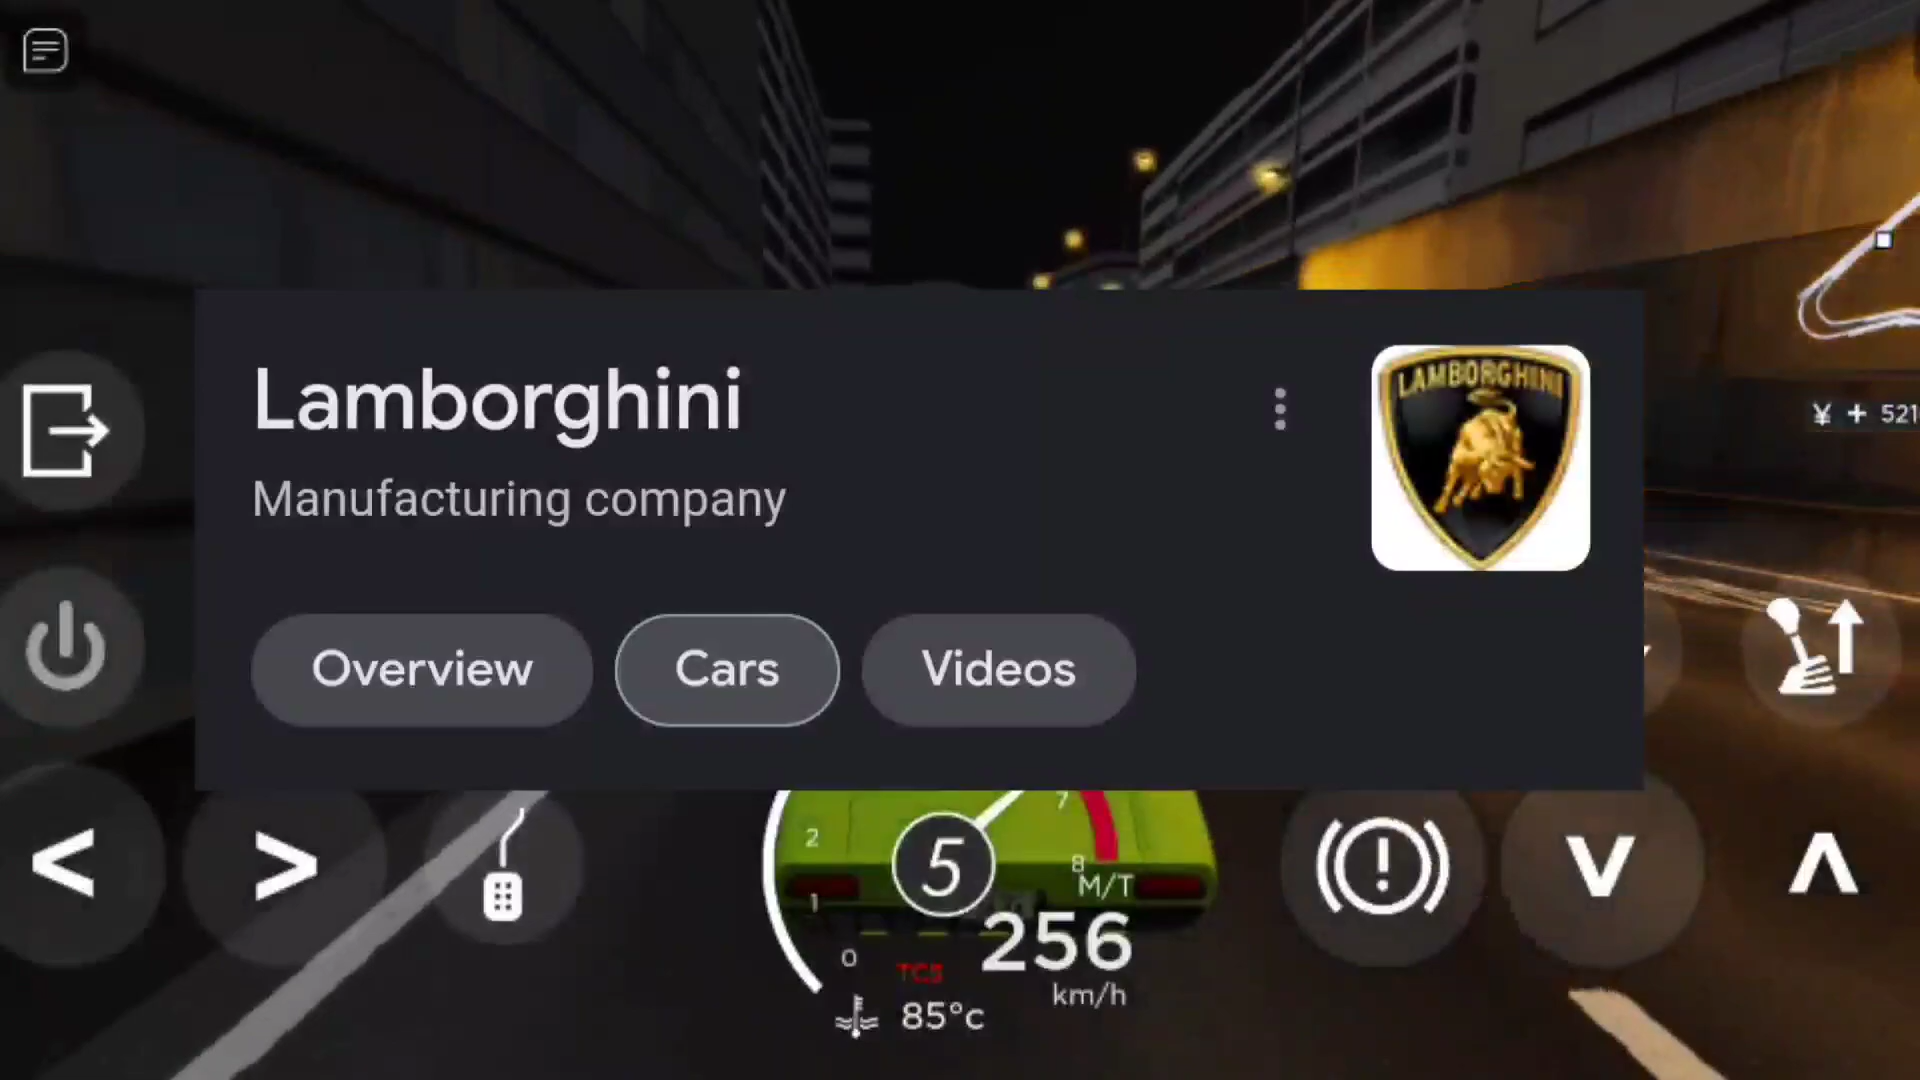 ¥ + 521
Lamborghini
Manufacturing company
LAMBORGHINI
Overview
Cars
Videos
< > V Λ
7
2
5
8
M/T
1
256
0
TCS
km/h
85°c